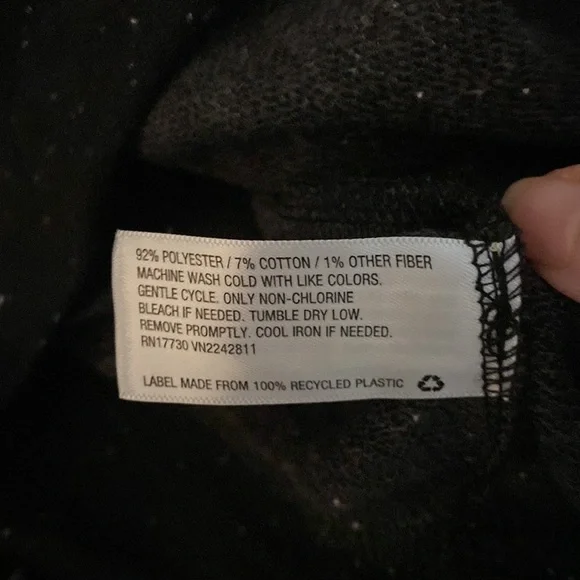 92% POLYESTER / 7% COTTON / 1% OTHER FIBER
MACHINE WASH COLD WITH LIKE COLORS.
GENTLE CYCLE. ONLY NON-CHLORINE
BLEACH IF NEEDED. TUMBLE DRY LOW.
REMOVE PROMPTLY. COOL IRON IF NEEDED.
RN17730 VN2242811
LABEL MADE FROM 100% RECYCLED PLASTIC